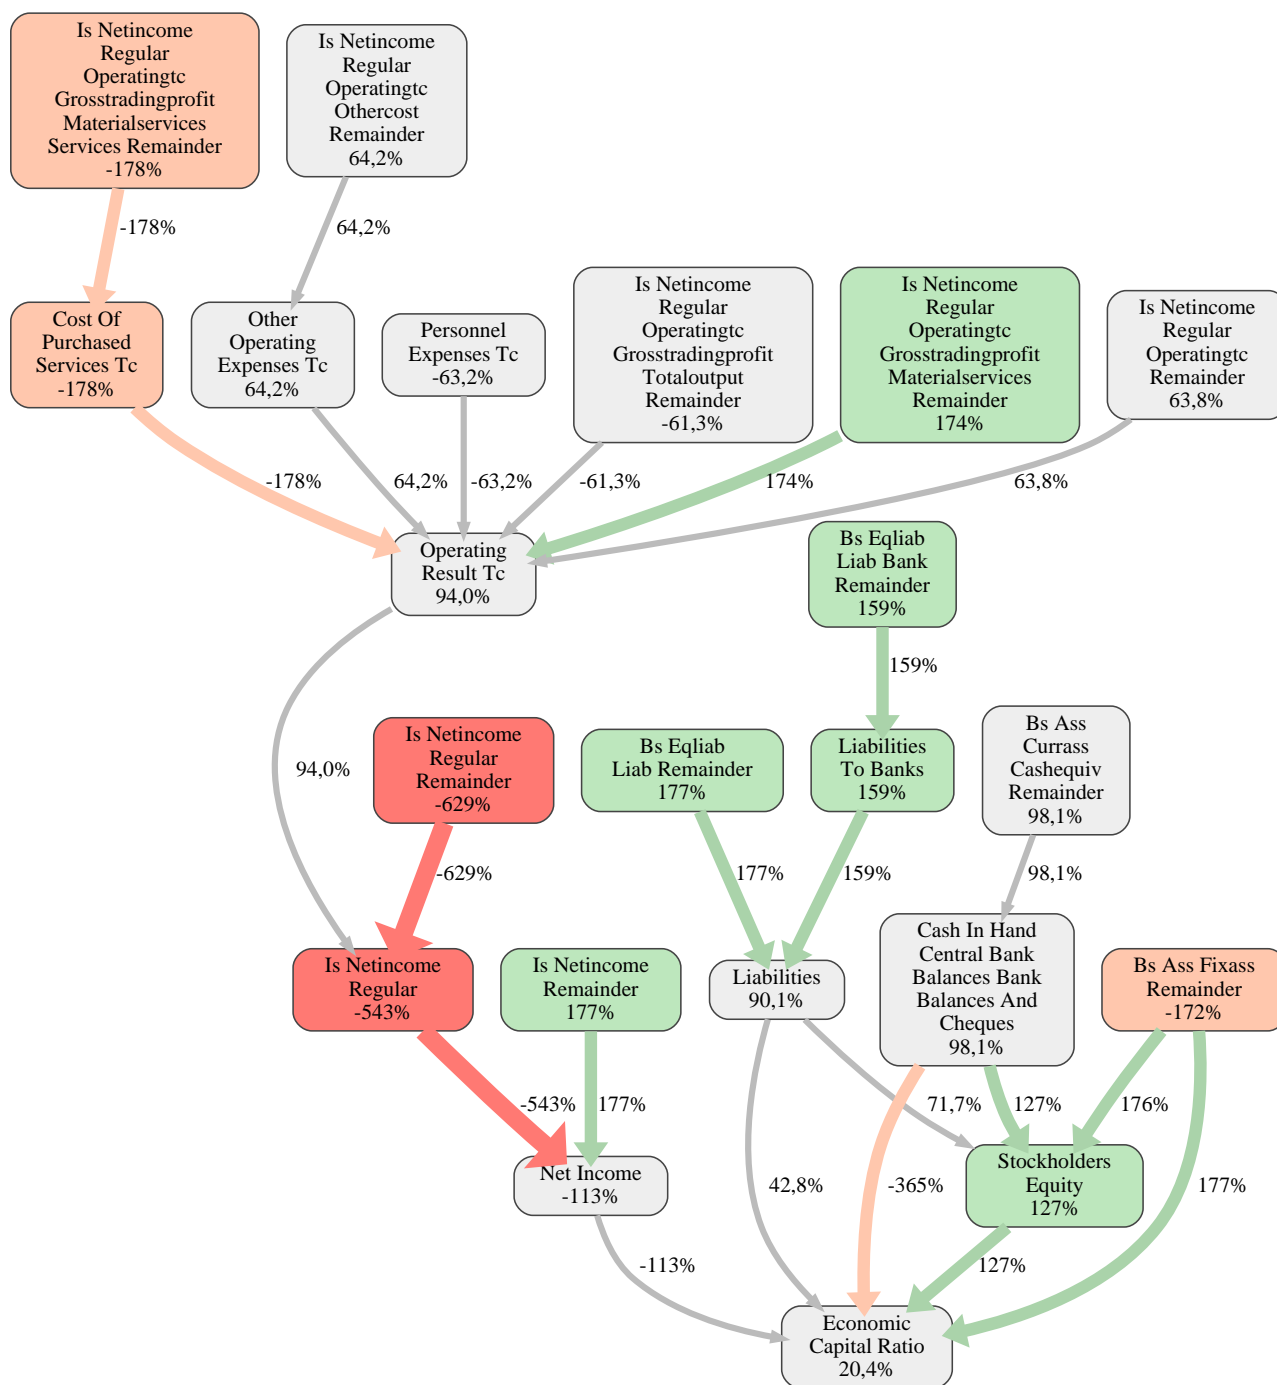 Is Netincome
Regular
Operatingtc
Grosstradingprofit
Materialservices
Services Remainder
-178%
Is Netincome
Regular
Operatingtc
Othercost
Remainder
64,2%
-178%
64,2%
Cost Of
Purchased
Services Tc
-178%
Other
Operating
Expenses Tc
64,2%
Personnel
Expenses Tc
-63,2%
Is Netincome
Regular
Operatingtc
Grosstradingprofit
Totaloutput
Remainder
-61,3%
Is Netincome
Regular
Operatingtc
Grosstradingprofit
Materialservices
Remainder
174%
Is Netincome
Regular
Operatingtc
Remainder
63,8%
-178%
64,2%
-63,2%
-61,3%
174%
63,8%
Operating
Result Tc
94,0%
Bs Eqliab
Liab Bank
Remainder
159%
159%
94,0%
Is Netincome
Regular
Remainder
-629%
Bs Eqliab
Liab Remainder
177%
Liabilities
To Banks
159%
Bs Ass
Currass
Cashequiv
Remainder
98,1%
-629%
177%
159%
98,1%
Is Netincome
Regular
-543%
Is Netincome
Remainder
177%
Liabilities
90,1%
Cash In Hand
Central Bank
Balances Bank
Balances And
Cheques
98,1%
Bs Ass Fixass
Remainder
-172%
-543%
177%
71,7%
127%
176%
Net Income
-113%
42,8%
-365%
Stockholders
Equity
127%
177%
-113%
127%
Economic
Capital Ratio
20,4%